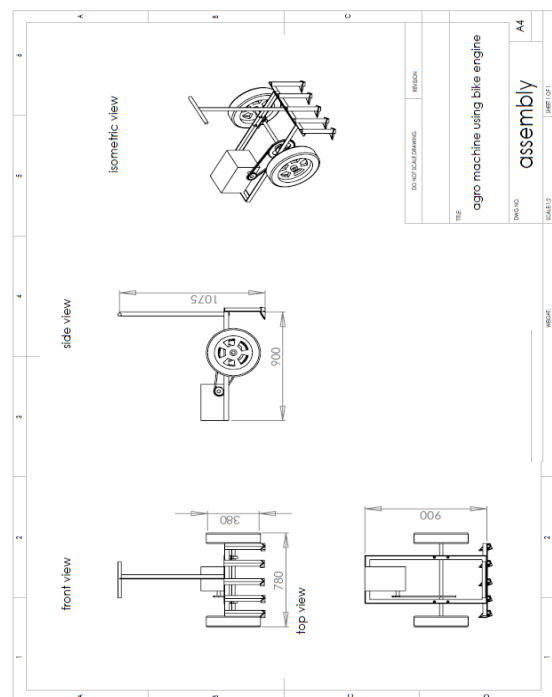 A
B
C
6
5
4
3
2
1
isometric view
side view
front view
top view
1075
900
380
780
900
DO NOT SCALE DRAWING
REVISION
TITLE:
agro machine using bike engine
DWG NO.
assembly
A4
SCALE:1:2
SHEET 1 OF 1
WEIGHT:
2
1
A